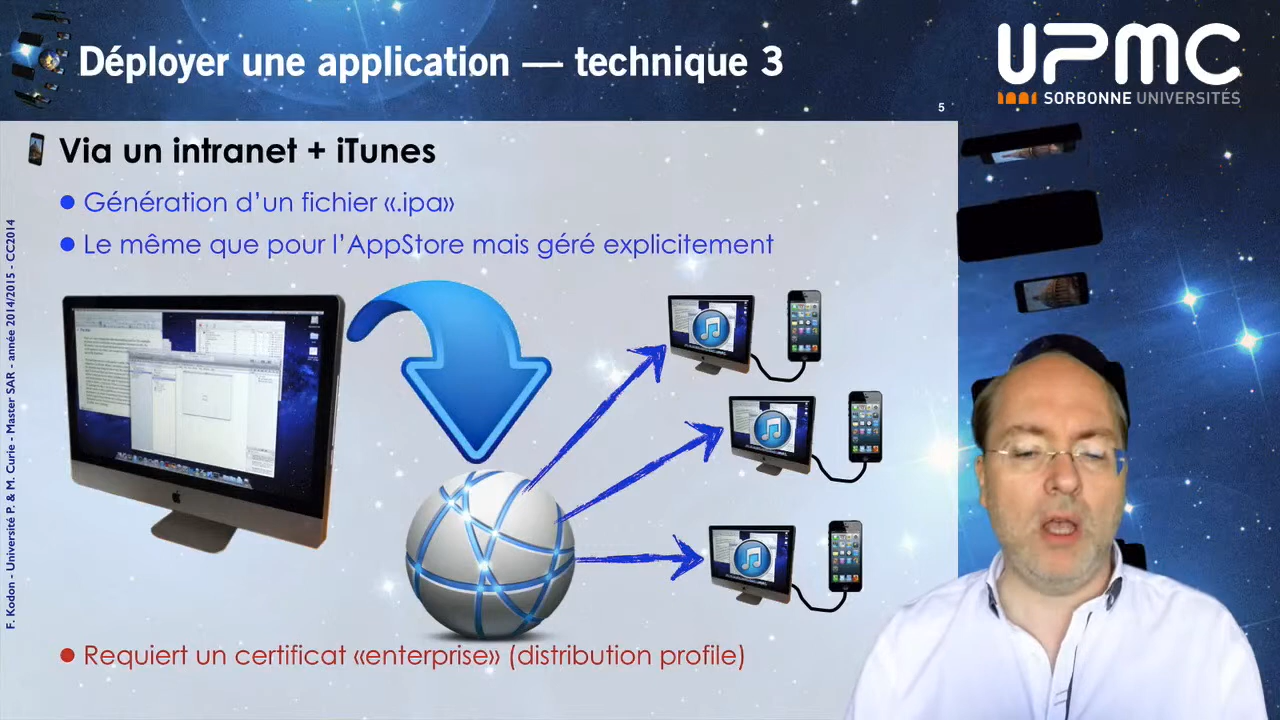 Déployer une application — technique 3
UPMC
SORBONNE UNIVERSITÉS
5
Via un intranet + iTunes
Génération d'un fichier «.ipa»
Le même que pour l'AppStore mais géré explicitement
Requiert un certificat «enterprise» (distribution profile)
F. Kodon - Université P. & M. Curie - Master SAR - année 2014/2015 - CC2014